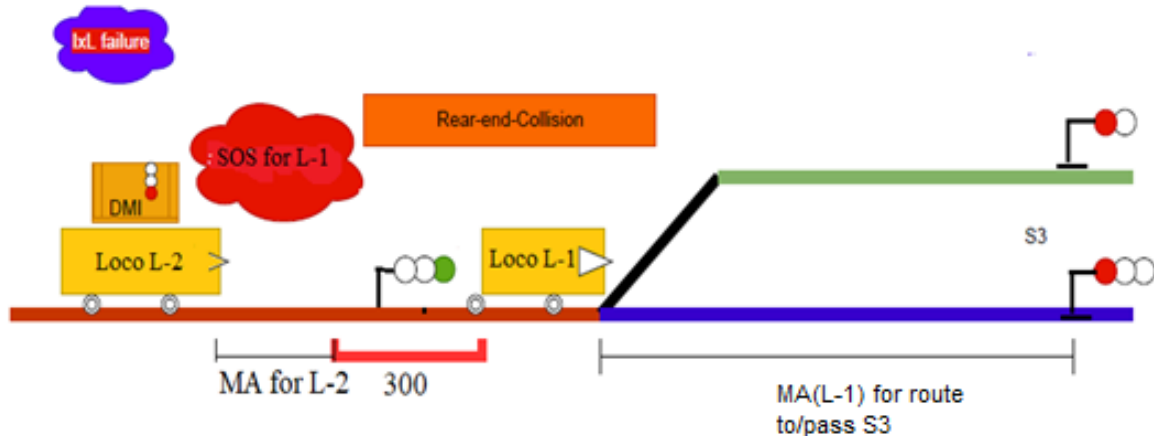 IxL failure
Rear-end-Collision
SOS for L-1
DMI
Loco L-2
Loco L-1
S3
MA for L-2
300
MA(L-1) for route
to/pass S3